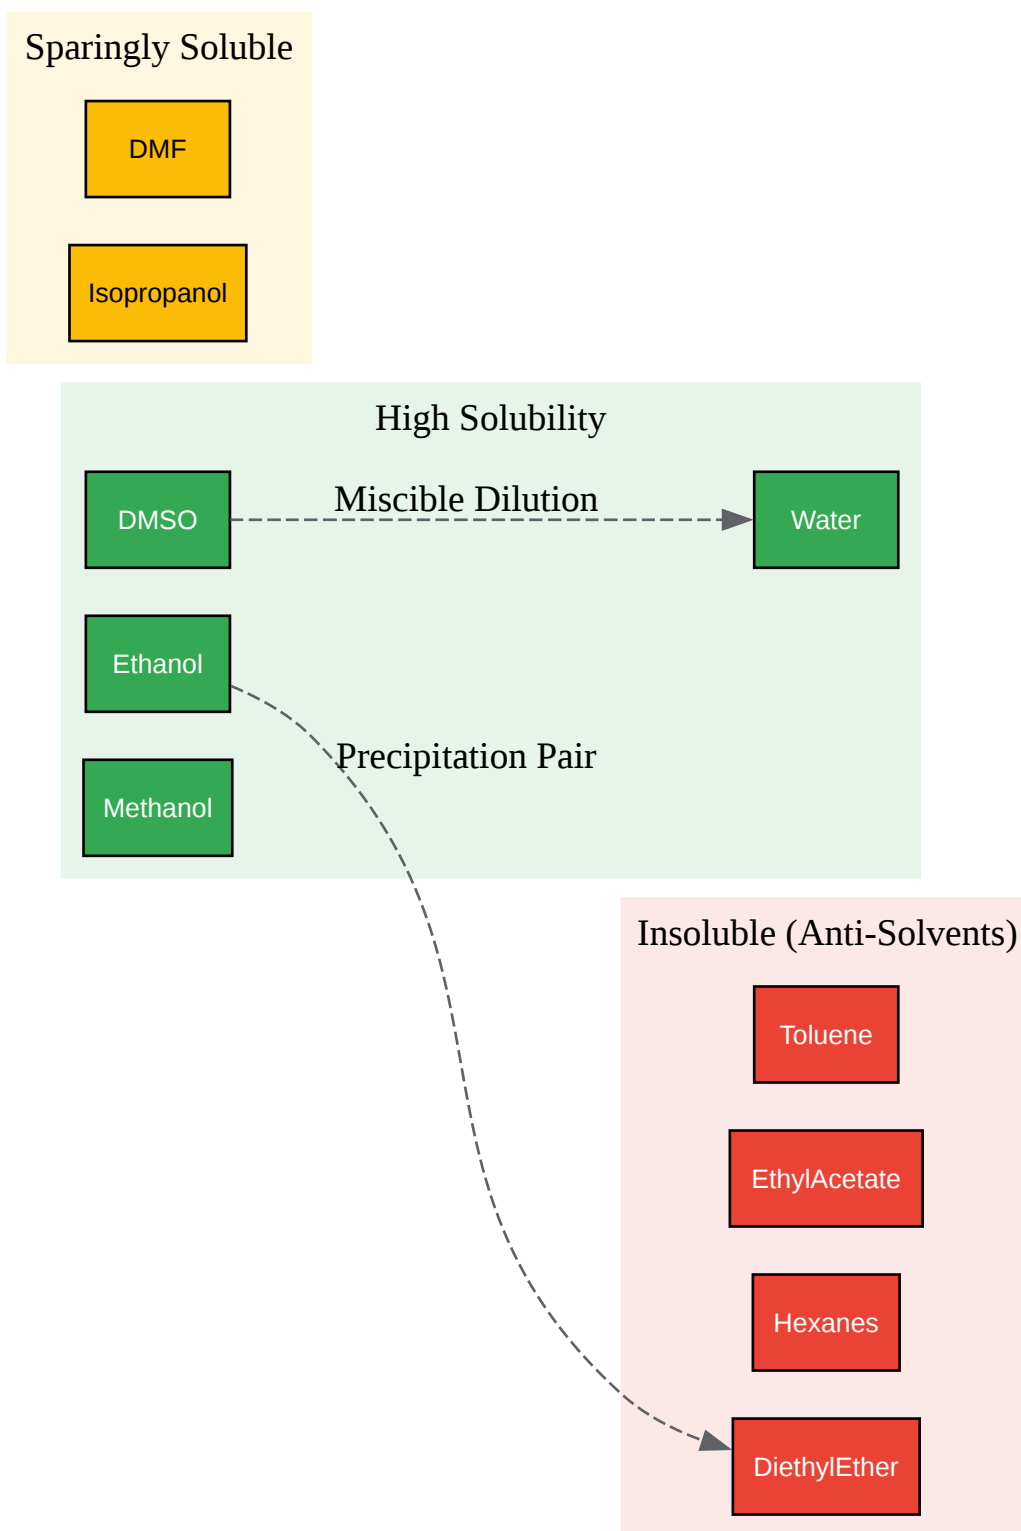 Sparingly Soluble
DMF
Isopropanol
High Solubility
Miscible Dilution
DMSO
Water
Ethanol
Precipitation Pair
Methanol
Insoluble (Anti-Solvents)
Toluene
EthylAcetate
Hexanes
DiethylEther